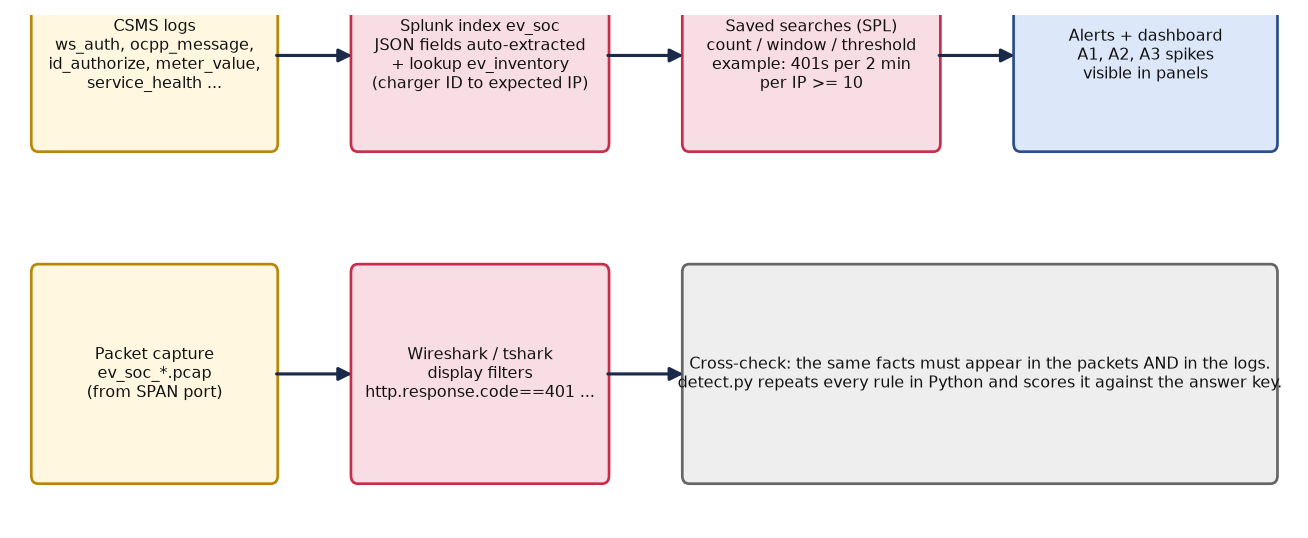 CSMS logs
ws_auth, ocpp_message,
id_authorize, meter_value,
service_health ...
Splunk index ev_soc
JSON fields auto-extracted
+ lookup ev_inventory
(charger ID to expected IP)
Saved searches (SPL)
count / window / threshold
example: 401s per 2 min
per IP >= 10
Alerts + dashboard
A1, A2, A3 spikes
visible in panels
Packet capture
ev_soc_*.pcap
(from SPAN port)
Wireshark / tshark
display filters
http.response.code==401 ...
Cross-check: the same facts must appear in the packets AND in the logs.
detect.py repeats every rule in Python and scores it against the answer key.